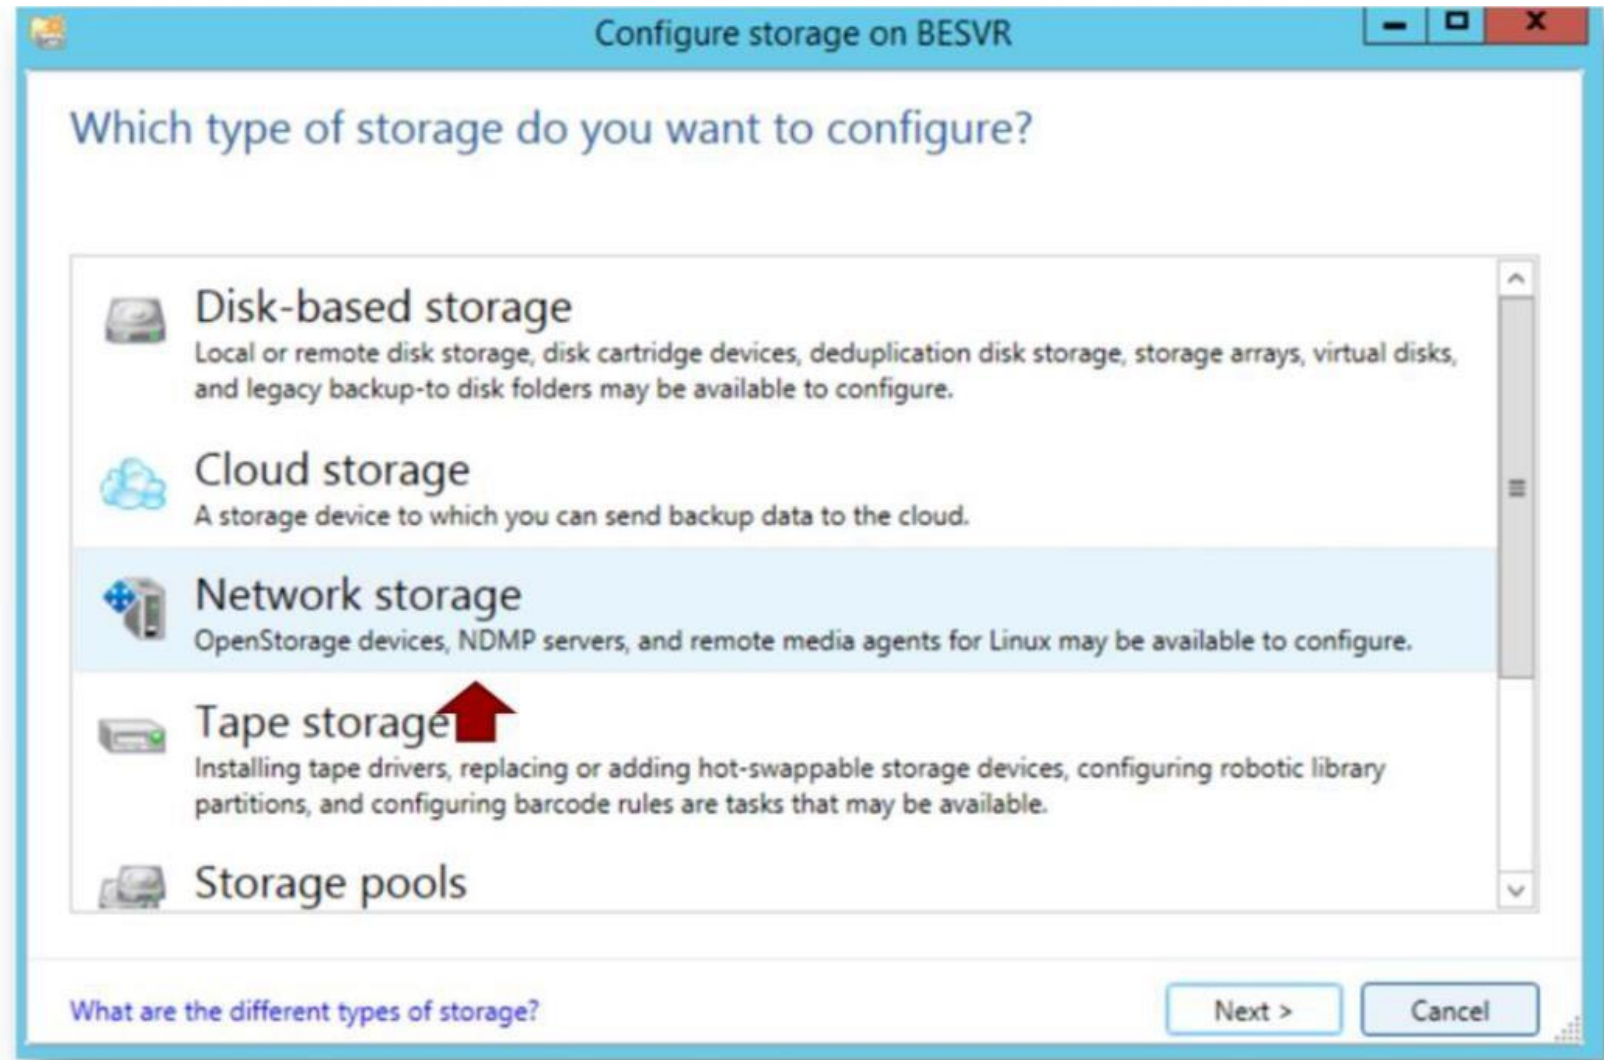 Configure storage on BESVR
Which type of storage do you want to configure?
Disk-based storage
Local or remote disk storage, disk cartridge devices, deduplication disk storage, storage arrays, virtual disks,
and legacy backup-to disk folders may be available to configure.
Cloud storage
A storage device to which you can send backup data to the cloud.
Network storage
OpenStorage devices, NDMP servers, and remote media agents for Linux may be available to configure.
Tape storage
Installing tape drivers, replacing or adding hot-swappable storage devices, configuring robotic library
partitions, and configuring barcode rules are tasks that may be available.
Storage pools
What are the different types of storage?
Next >
Cancel